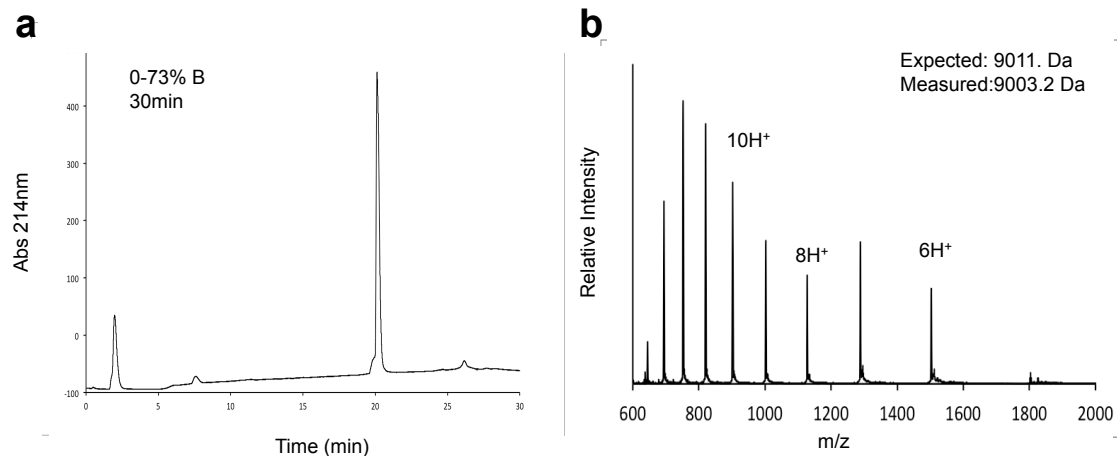 a
0-73% B
30min
400
300
200
100
0
-100
0 5 10 15 20 25 30
Abs 214nm
Time (min)
b
Expected: 9011. Da
Measured:9003.2 Da
10H+
8H+
6H+
Relative Intensity
600 800 1000 1200 1400 1600 1800 2000
m/z